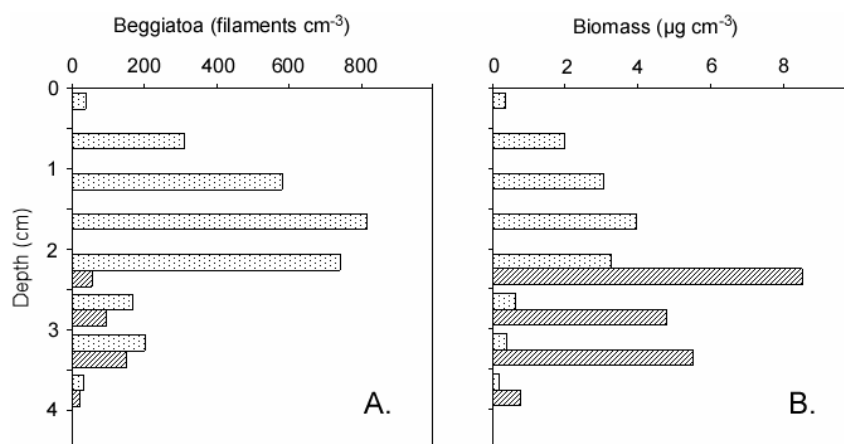 Beggiatoa (filaments cm⁻³)
0 200 400 600 800
Depth (cm)
0
1
2
3
4
A.
Biomass (µg cm⁻³)
0 2 4 6 8
B.